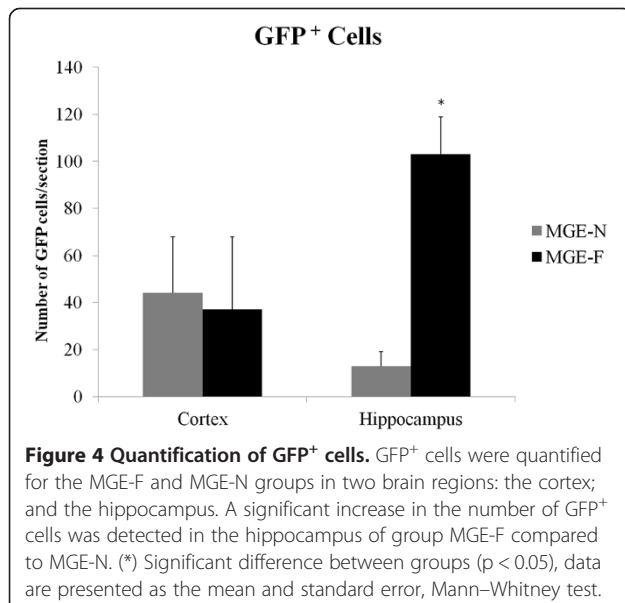 GFP⁺ Cells
140
120
100
80
60
40
20
0
Number of GFP cells/section
*
MGE-N
MGE-F
Cortex
Hippocampus
Figure 4 Quantification of GFP⁺ cells. GFP⁺ cells were quantified
for the MGE-F and MGE-N groups in two brain regions: the cortex;
and the hippocampus. A significant increase in the number of GFP⁺
cells was detected in the hippocampus of group MGE-F compared
to MGE-N. (*) Significant difference between groups (p < 0.05), data
are presented as the mean and standard error, Mann–Whitney test.